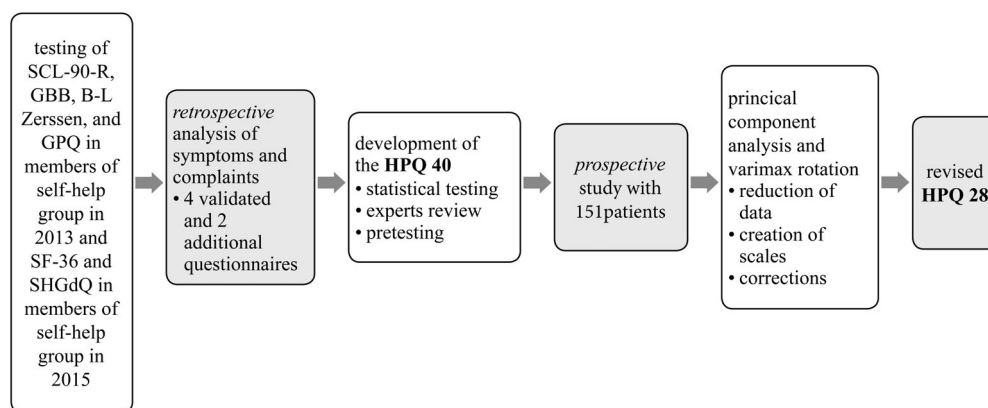 testing of
SCL-90-R,
GBB, B-L
Zerssen, and
GPQ in
members of
self-help
group in
2013 and
SF-36 and
SHGdQ in
members of
self-help
group in
2015
retrospective
analysis of
symptoms and
complaints
• 4 validated
and 2
additional
questionnaires
development of
the HPQ 40
• statistical testing
• experts review
• pretesting
prospective
study with
151patients
princical
component
analysis and
varimax rotation
• reduction of
data
• creation of
scales
• corrections
revised
HPQ 28